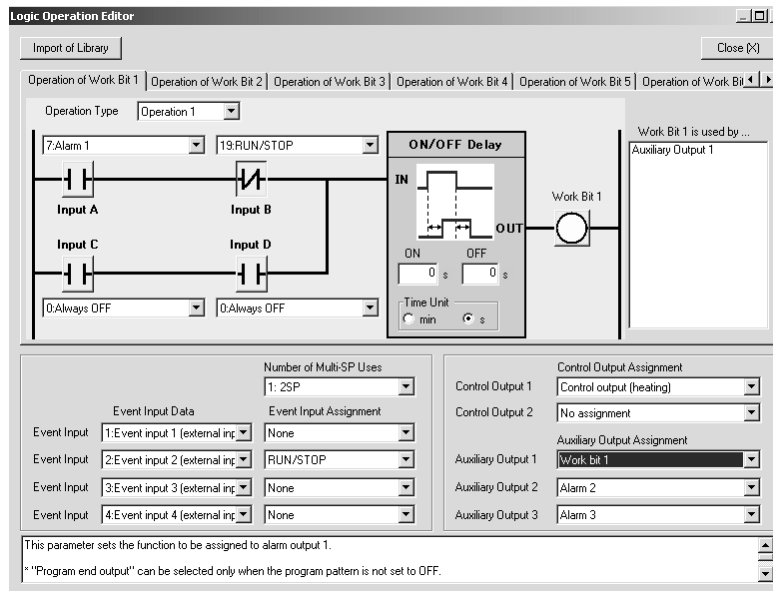 Logic Operation Editor
Import of Library
Close (X)
Operation of Work Bit 1 Operation of Work Bit 2 Operation of Work Bit 3 Operation of Work Bit 4 Operation of Work Bit 5 Operation of Work Bit
Operation Type Operation 1
Work Bit 1 is used by ...
Auxiliary Output 1
7:Alarm 1 19:RUN/STOP
Input A Input B
Input C Input D
0:Always OFF 0:Always OFF
ON/OFF Delay
IN
OUT
ON OFF
0 s 0 s
Time Unit
min s
Work Bit 1
Number of Multi-SP Uses
1: 2SP
Event Input Data Event Input Assignment
Event Input 1:Event input 1 (external inp None
Event Input 2:Event input 2 (external inp RUN/STOP
Event Input 3:Event input 3 (external inp None
Event Input 4:Event input 4 (external inp None
Control Output Assignment
Control Output 1 Control output (heating)
Control Output 2 No assignment
Auxiliary Output Assignment
Auxiliary Output 1 Work bit 1
Auxiliary Output 2 Alarm 2
Auxiliary Output 3 Alarm 3
This parameter sets the function to be assigned to alarm output 1.
* "Program end output" can be selected only when the program pattern is not set to OFF.